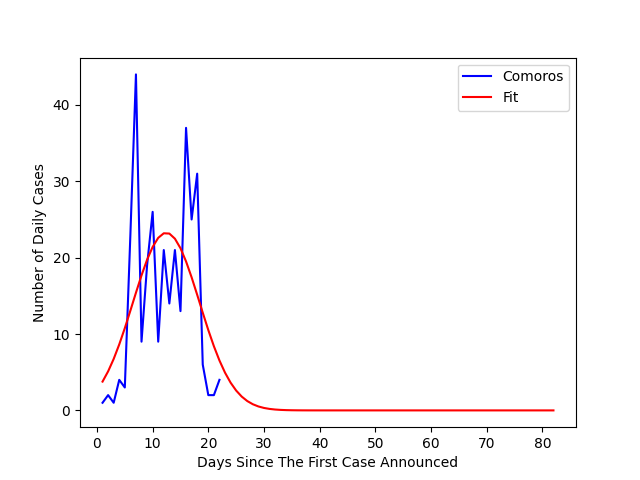 Comoros
Fit
Number of Daily Cases
40
30
20
10
0
0 10 20 30 40 50 60 70 80
Days Since The First Case Announced